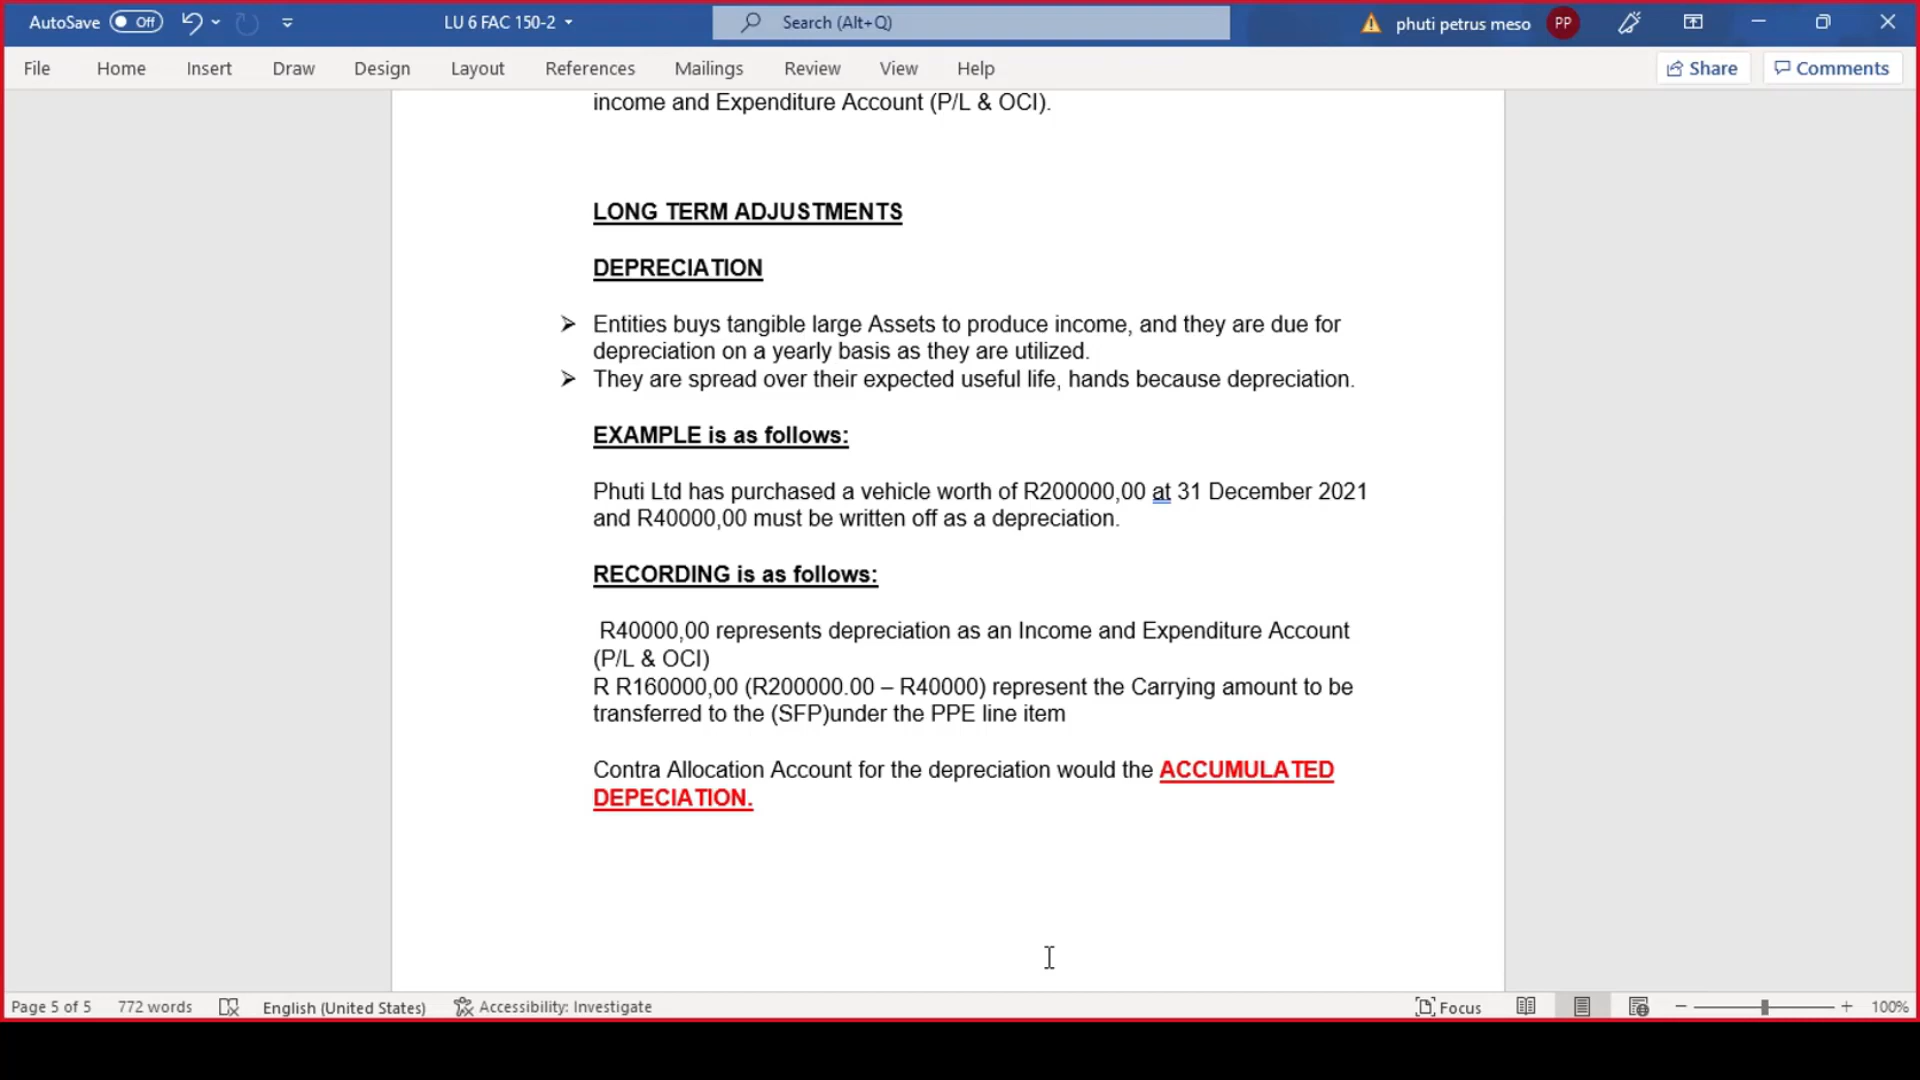 AutoSave Off LU 6 FAC 150-2 Search (Alt+Q) phuti petrus meso PP
File Home Insert Draw Design Layout References Mailings Review View Help Share Comments
income and Expenditure Account (P/L & OCI).
LONG TERM ADJUSTMENTS
DEPRECIATION
➢ Entities buys tangible large Assets to produce income, and they are due for
depreciation on a yearly basis as they are utilized.
➢ They are spread over their expected useful life, hands because depreciation.
EXAMPLE is as follows:
Phuti Ltd has purchased a vehicle worth of R200000,00 at 31 December 2021
and R40000,00 must be written off as a depreciation.
RECORDING is as follows:
R40000,00 represents depreciation as an Income and Expenditure Account
(P/L & OCI)
R R160000,00 (R200000.00 – R40000) represent the Carrying amount to be
transferred to the (SFP)under the PPE line item
Contra Allocation Account for the depreciation would the ACCUMULATED
DEPECIATION.
Page 5 of 5 772 words English (United States) Accessibility: Investigate Focus 100%